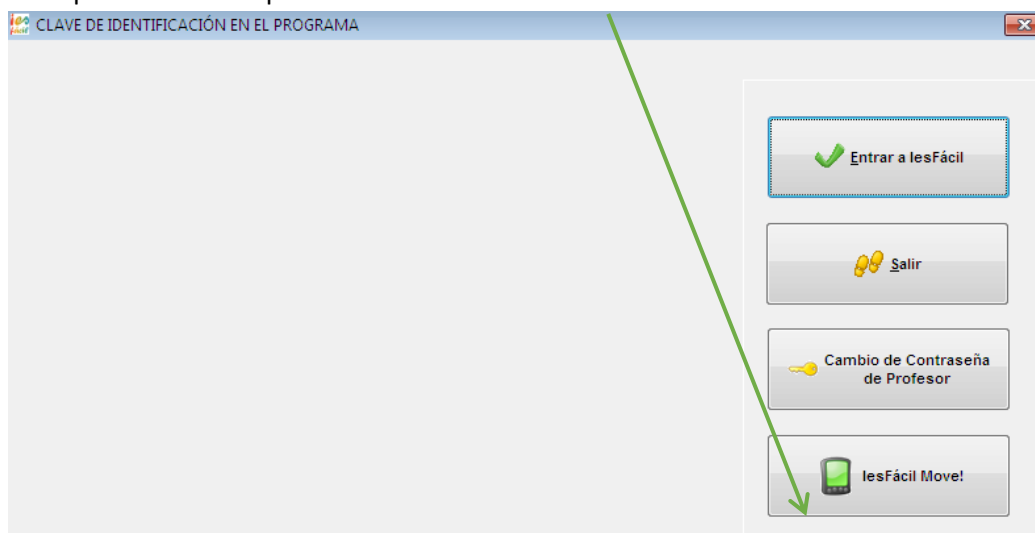 CLAVE DE IDENTIFICACIÓN EN EL PROGRAMA
Entrar a IesFácil
Salir
Cambio de Contraseña
de Profesor
IesFácil Move!